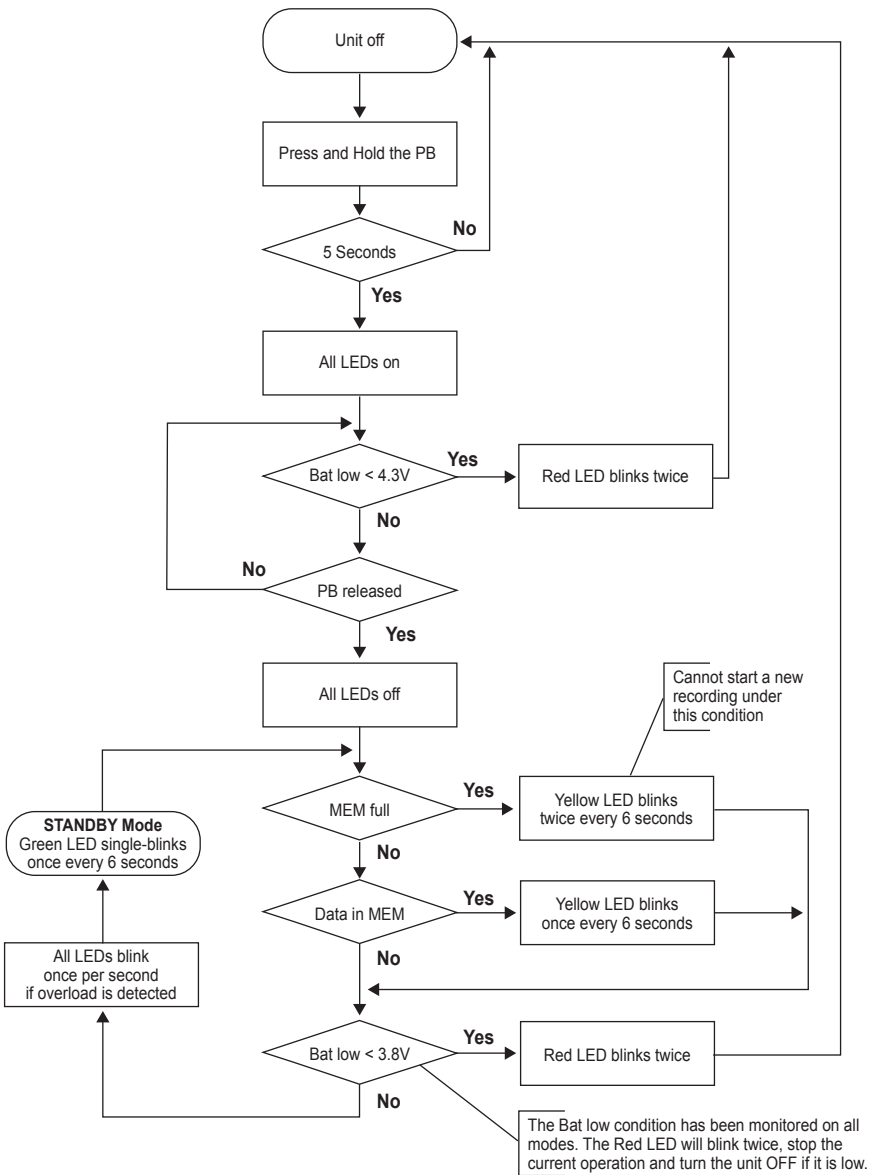 Unit off
Press and Hold the PB
5 Seconds
No
Yes
All LEDs on
Bat low < 4.3V
Yes
Red LED blinks twice
No
PB released
No
Yes
All LEDs off
Cannot start a new
recording under
this condition
MEM full
Yes
Yellow LED blinks
twice every 6 seconds
No
STANDBY Mode
Green LED single-blinks
once every 6 seconds
Data in MEM
Yes
Yellow LED blinks
once every 6 seconds
No
All LEDs blink
once per second
if overload is detected
Bat low < 3.8V
Yes
Red LED blinks twice
No
The Bat low condition has been monitored on all
modes. The Red LED will blink twice, stop the
current operation and turn the unit OFF if it is low.